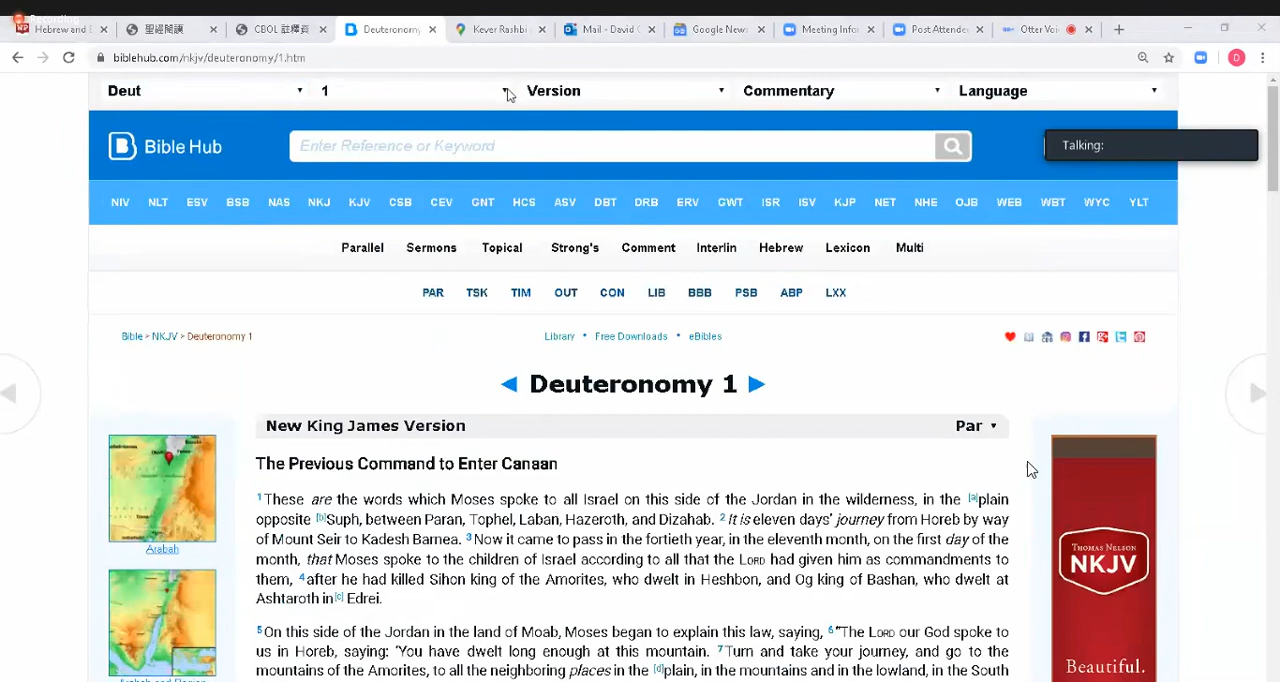 Recording
Hebrew and E
聖經閱讀
CBOL 註釋資
Deuteronomy
Kever Rashbi
Mail - David C
Google News
Meeting Infor
Post Attende
Otter Voi
biblehub.com/nkjv/deuteronomy/1.htm
D
Deut 1 Version Commentary Language
Bible Hub
Enter Reference or Keyword
Talking:
NIV NLT ESV BSB NAS NKJ KJV CSB CEV GNT HCS ASV DBT DRB ERV GWT ISR ISV KJP NET NHE OJB WEB WBT WYC YLT
Parallel Sermons Topical Strong's Comment Interlin Hebrew Lexicon Multi
PAR TSK TIM OUT CON LIB BBB PSB ABP LXX
Bible > NKJV > Deuteronomy 1
Library • Free Downloads • eBibles
◄ Deuteronomy 1 ►
New King James Version
Par ▼
The Previous Command to Enter Canaan
1These are the words which Moses spoke to all Israel on this side of the Jordan in the wilderness, in the [a]plain
opposite [b]Suph, between Paran, Tophel, Laban, Hazeroth, and Dizahab. 2It is eleven days' journey from Horeb by way
of Mount Seir to Kadesh Barnea. 3Now it came to pass in the fortieth year, in the eleventh month, on the first day of the
month, that Moses spoke to the children of Israel according to all that the LORD had given him as commandments to
them, 4after he had killed Sihon king of the Amorites, who dwelt in Heshbon, and Og king of Bashan, who dwelt at
Ashtaroth in[c] Edrei.
5On this side of the Jordan in the land of Moab, Moses began to explain this law, saying, 6“The LORD our God spoke to
us in Horeb, saying: ‘You have dwelt long enough at this mountain. 7Turn and take your journey, and go to the
mountains of the Amorites, to all the neighboring places in the [d]plain, in the mountains and in the lowland, in the South
Arabah
THOMAS NELSON
NKJV
Beautiful.